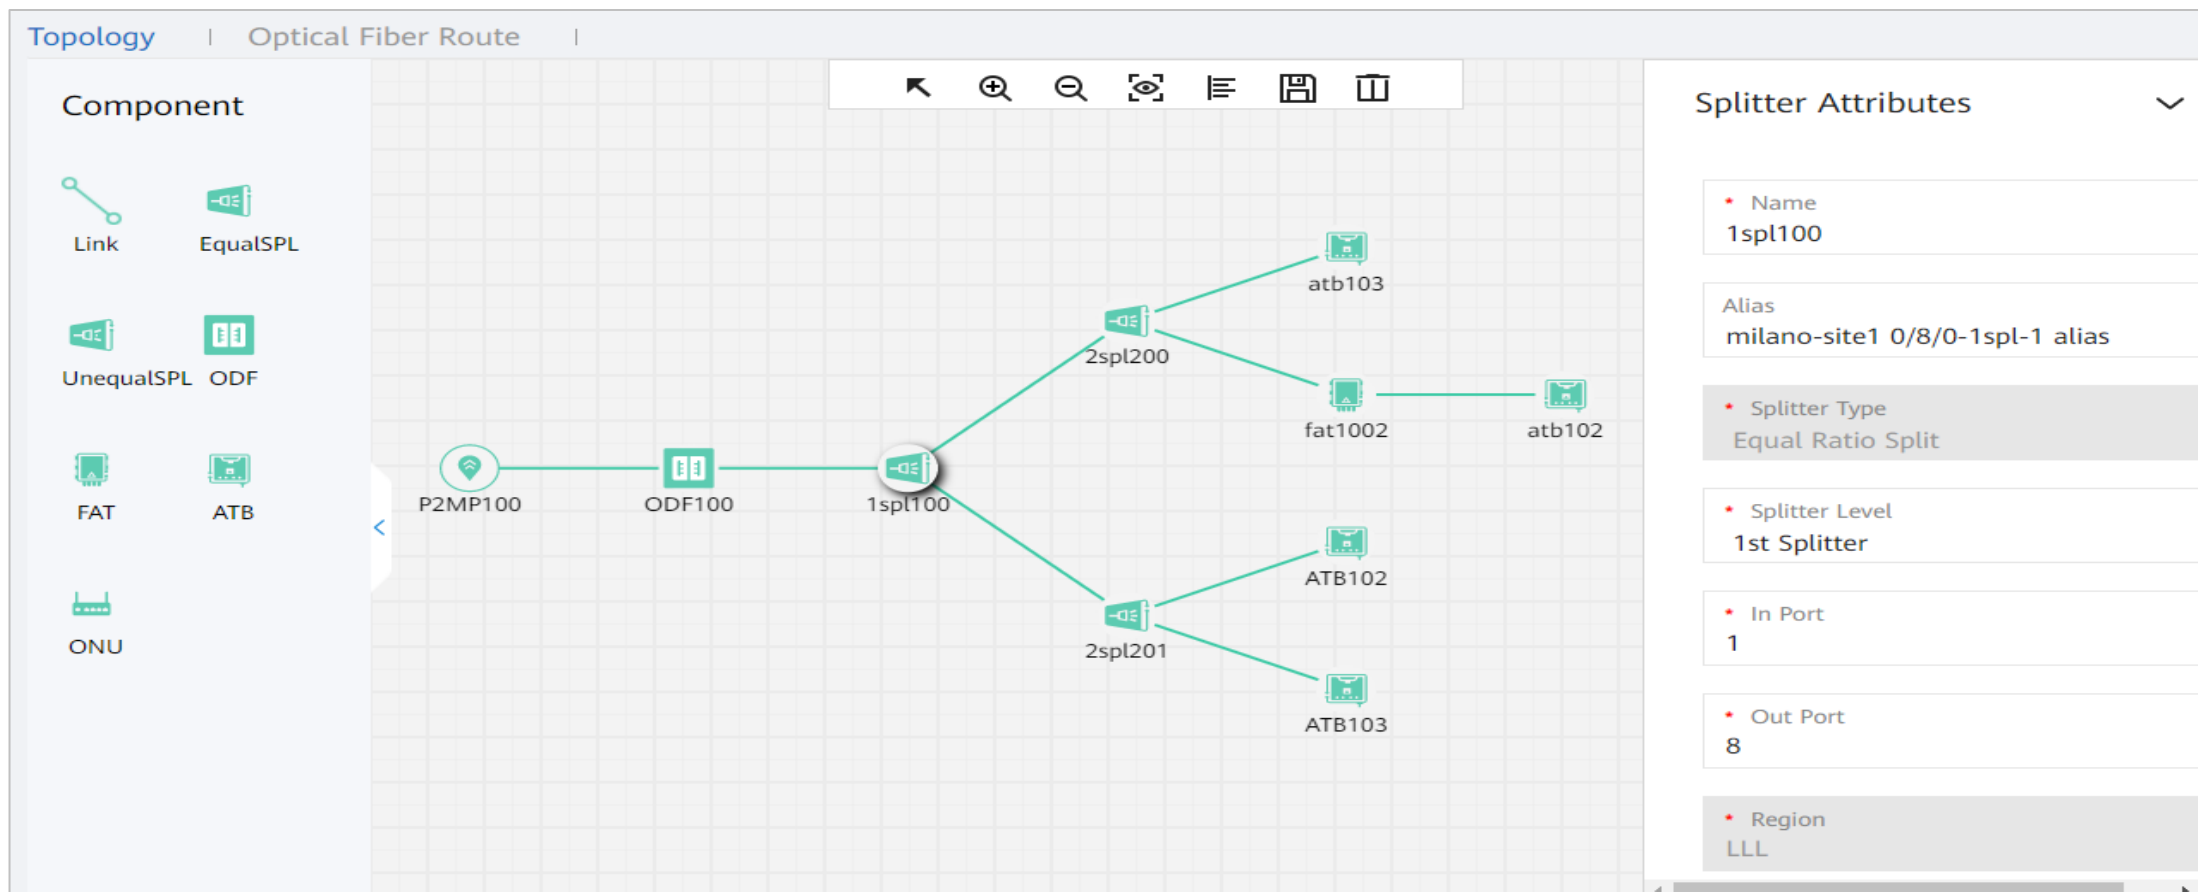 Topology | Optical Fiber Route |
Component
Link EqualSPL
UnequalSPL ODF
FAT ATB
ONU
atb103
2spl200
fat1002 atb102
P2MP100 ODF100 1spl100
ATB102
2spl201
ATB103
Splitter Attributes
* Name
1spl100
Alias
milano-site1 0/8/0-1spl-1 alias
* Splitter Type
Equal Ratio Split
* Splitter Level
1st Splitter
* In Port
1
* Out Port
8
* Region
LLL